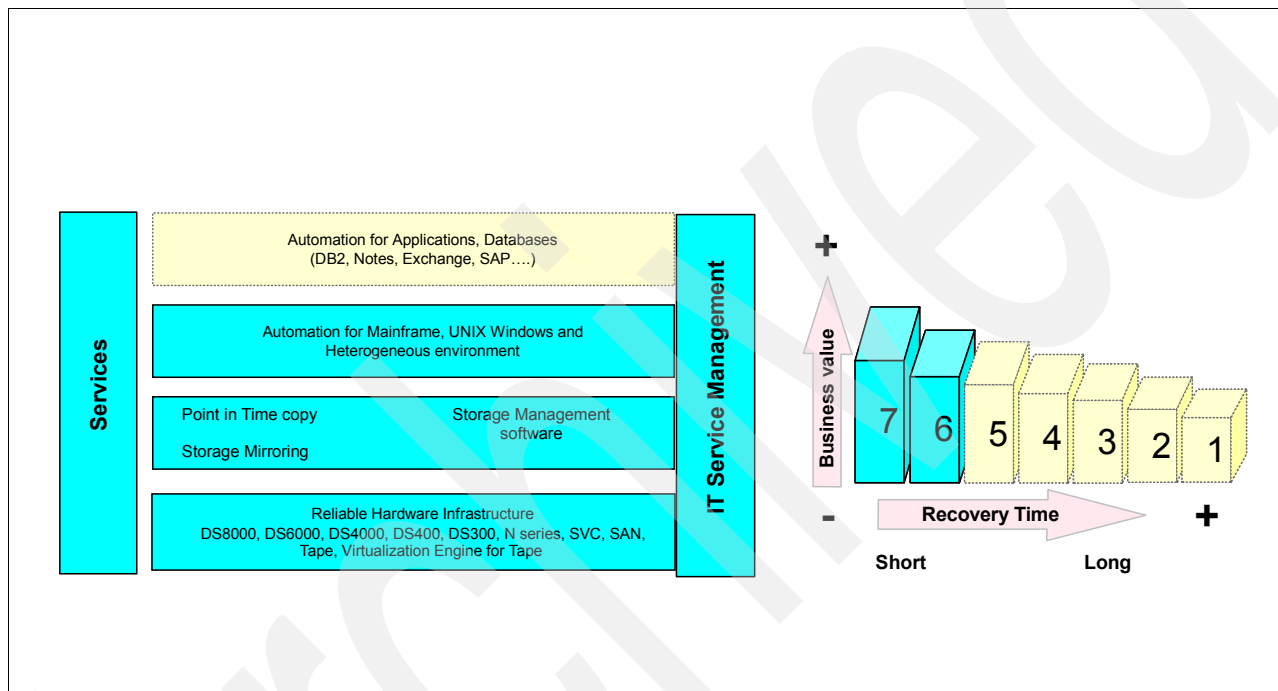 Services
Automation for Applications, Databases
(DB2, Notes, Exchange, SAP….)
Automation for Mainframe, UNIX Windows and
Heterogeneous environment
Point in Time copy
Storage Mirroring
Storage Management
software
Reliable Hardware Infrastructure
DS8000, DS6000, DS4000, DS400, DS300, N series, SVC, SAN,
Tape, Virtualization Engine for Tape
IT Service Management
+
Business value
-
7 6 5 4 3 2 1
Recovery Time
+
Short Long